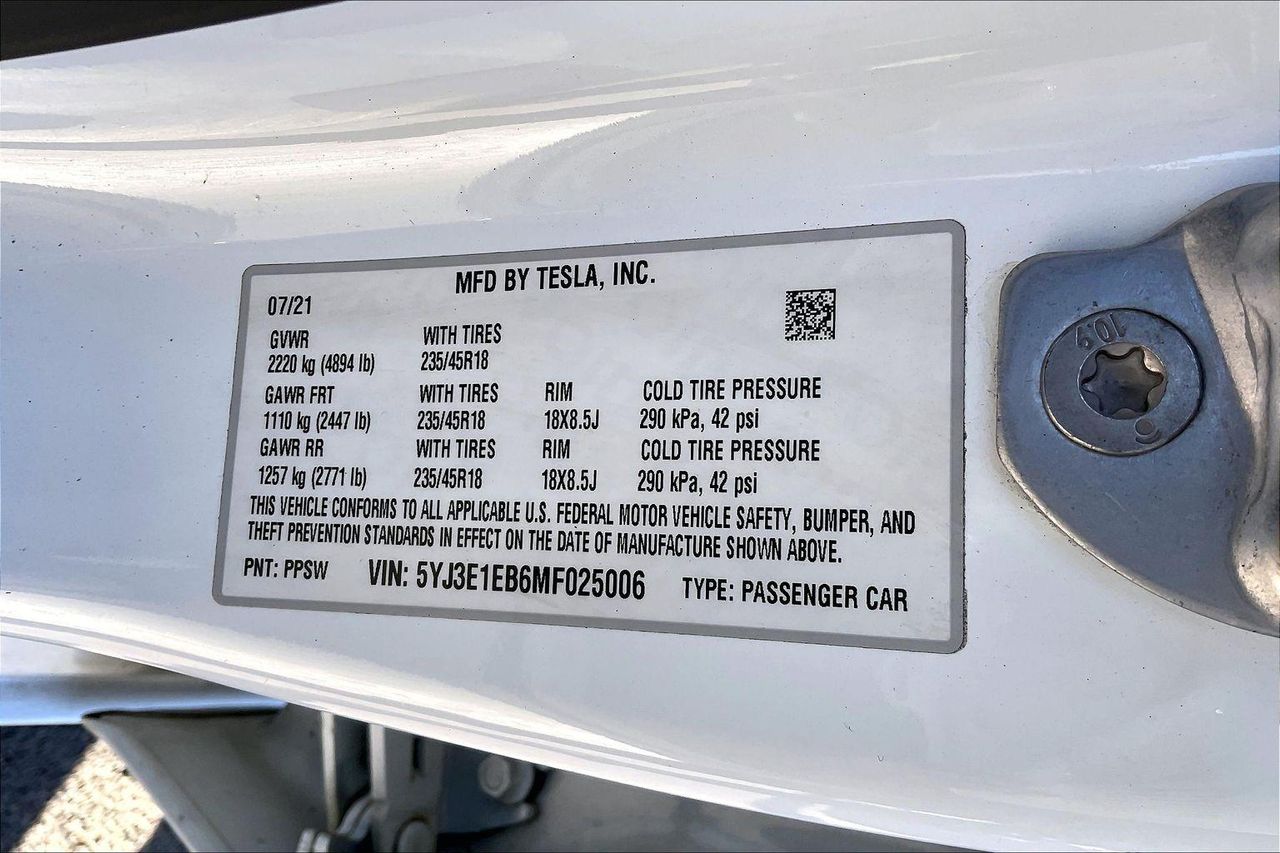 MFD BY TESLA, INC.
07/21
GVWR WITH TIRES
2220 kg (4894 lb) 235/45R18
GAWR FRT WITH TIRES RIM COLD TIRE PRESSURE
1110 kg (2447 lb) 235/45R18 18X8.5J 290 kPa, 42 psi
GAWR RR WITH TIRES RIM COLD TIRE PRESSURE
1257 kg (2771 lb) 235/45R18 18X8.5J 290 kPa, 42 psi
THIS VEHICLE CONFORMS TO ALL APPLICABLE U.S. FEDERAL MOTOR VEHICLE SAFETY, BUMPER, AND
THEFT PREVENTION STANDARDS IN EFFECT ON THE DATE OF MANUFACTURE SHOWN ABOVE.
PNT: PPSW VIN: 5YJ3E1EB6MF025006 TYPE: PASSENGER CAR
10.9